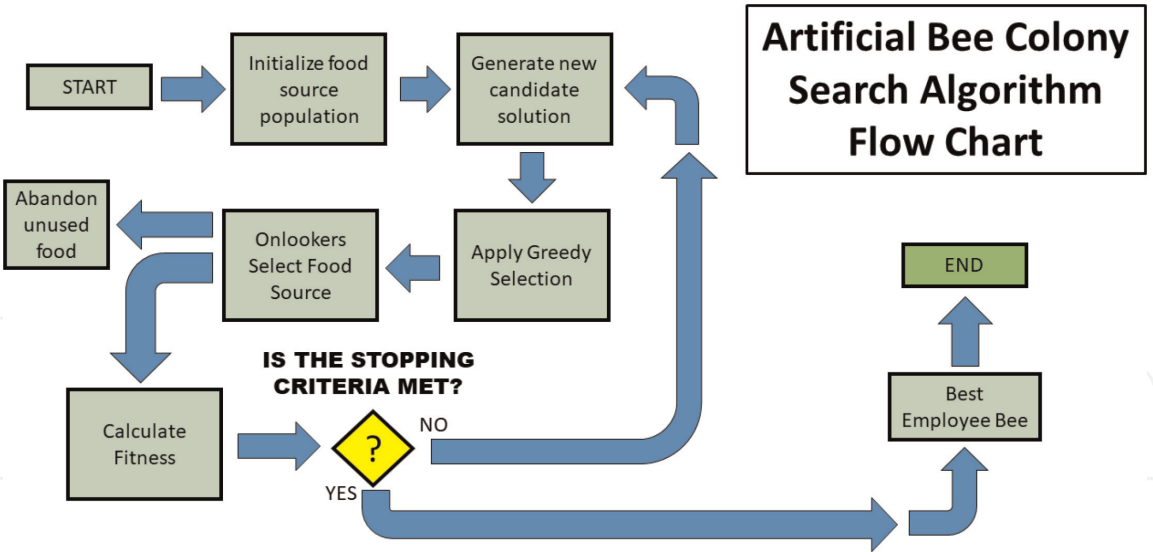 Artificial Bee Colony
Search Algorithm
Flow Chart
START
Initialize food
source
population
Generate new
candidate
solution
Abandon
unused
food
Onlookers
Select Food
Source
Apply Greedy
Selection
END
IS THE STOPPING
CRITERIA MET?
Calculate
Fitness
?
NO
YES
Best
Employee Bee